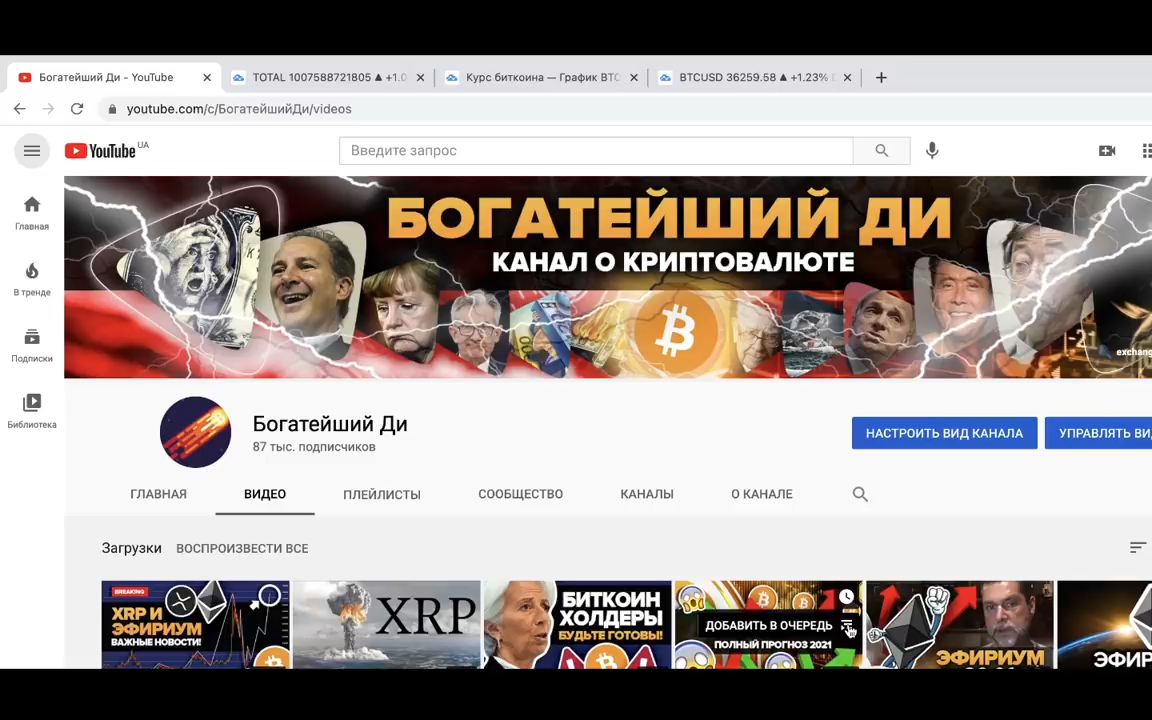 Богатейший Ди - YouTube
TOTAL 1007588721805 ▲ +1.0
Курс биткоина — График BTC
BTCUSD 36259.58 ▲ +1.23%
youtube.com/c/БогатейшийДи/videos
YouTube UA
Введите запрос
Главная
В тренде
Подписки
Библиотека
БОГАТЕЙШИЙ ДИ
КАНАЛ О КРИПТОВАЛЮТЕ
exchang
Богатейший Ди
87 тыс. подписчиков
НАСТРОИТЬ ВИД КАНАЛА
УПРАВЛЯТЬ ВИ
ГЛАВНАЯ
ВИДЕО
ПЛЕЙЛИСТЫ
СООБЩЕСТВО
КАНАЛЫ
О КАНАЛЕ
Загрузки
ВОСПРОИЗВЕСТИ ВСЕ
BREAKING
XRP И
ЭФИРИУМ
ВАЖНЫЕ НОВОСТИ!
XRP
БИТКОИН
ХОЛДЕРЫ
БУДЬТЕ ГОТОВЫ!
ДОБАВИТЬ В ОЧЕРЕДЬ
ПОЛНЫЙ ПРОГНОЗ 2021
ЭФИРИУМ
ЭФИР